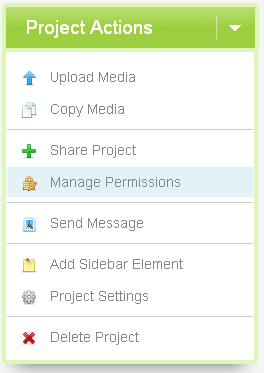 Project Actions
Upload Media
Copy Media
Share Project
Manage Permissions
Send Message
Add Sidebar Element
Project Settings
Delete Project